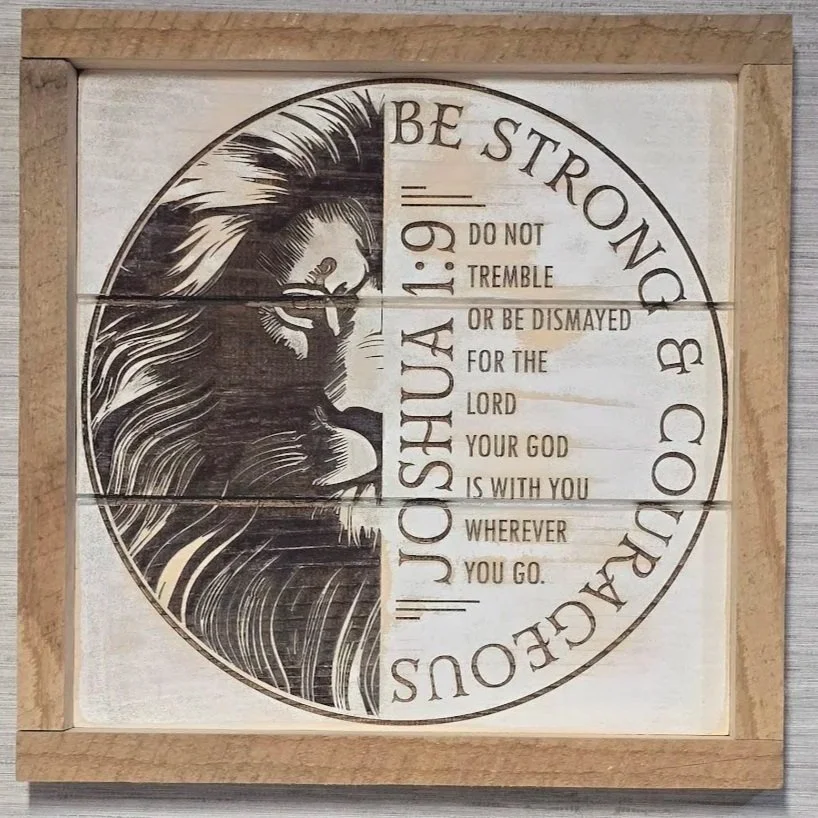 BE STRONG & COURAGEOUS
JOSHUA 1:9
DO NOT
TREMBLE
OR BE DISMAYED
FOR THE
LORD
YOUR GOD
IS WITH YOU
WHEREVER
YOU GO.